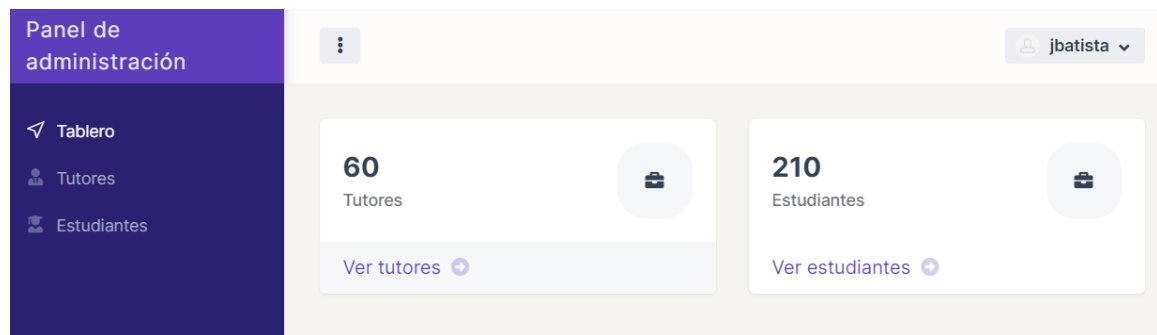 Panel de
administración
jbatista
Tablero
Tutores
Estudiantes
60
Tutores
Ver tutores
210
Estudiantes
Ver estudiantes